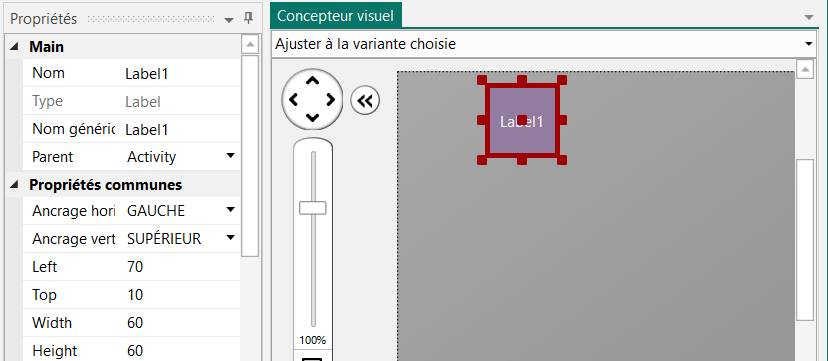 Propriétés
Main
Nom Label1
Type Label
Nom généric Label1
Parent Activity
Propriétés communes
Ancrage hori GAUCHE
Ancrage vert SUPÉRIEUR
Left 70
Top 10
Width 60
Height 60
Concepteur visuel
Ajuster à la variante choisie
Label1
100%